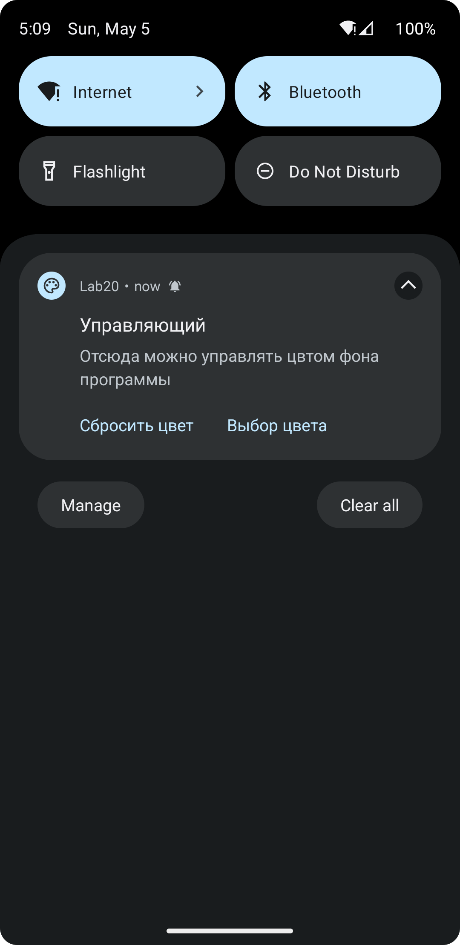 5:09 Sun, May 5 100%
Internet Bluetooth
Flashlight Do Not Disturb
Lab20 • now
Управляющий
Отсюда можно управлять цвтом фона
программы
Сбросить цвет Выбор цвета
Manage Clear all